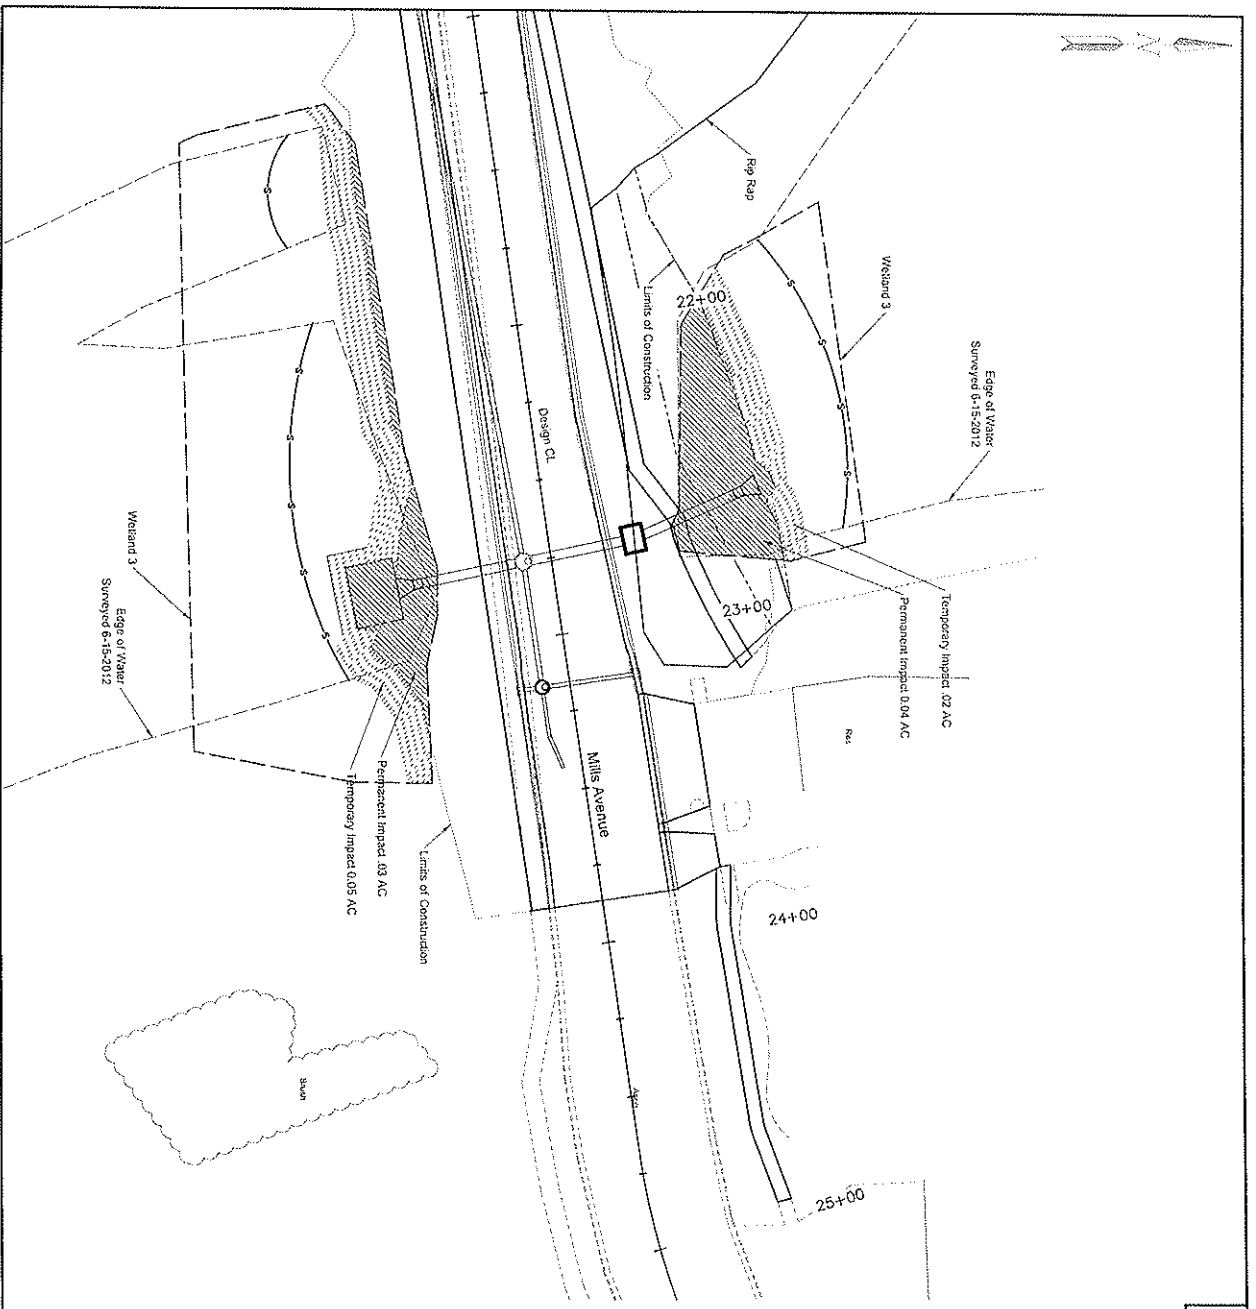 N
Rip Rap
Wetland 3
Edge of Water
Surveyed 6-15-2012
Limits of Construction
22+00
S
S
S
S
Temporary Impact .02 AC
Permanent Impact 0.04 AC
23+00
Res
Design CL
Mills Avenue
24+00
25+00
S
S
S
S
S
S
Wetland 3
Edge of Water
Surveyed 6-15-2012
Permanent Impact .03 AC
Temporary Impact 0.05 AC
Limits of Construction
Brush